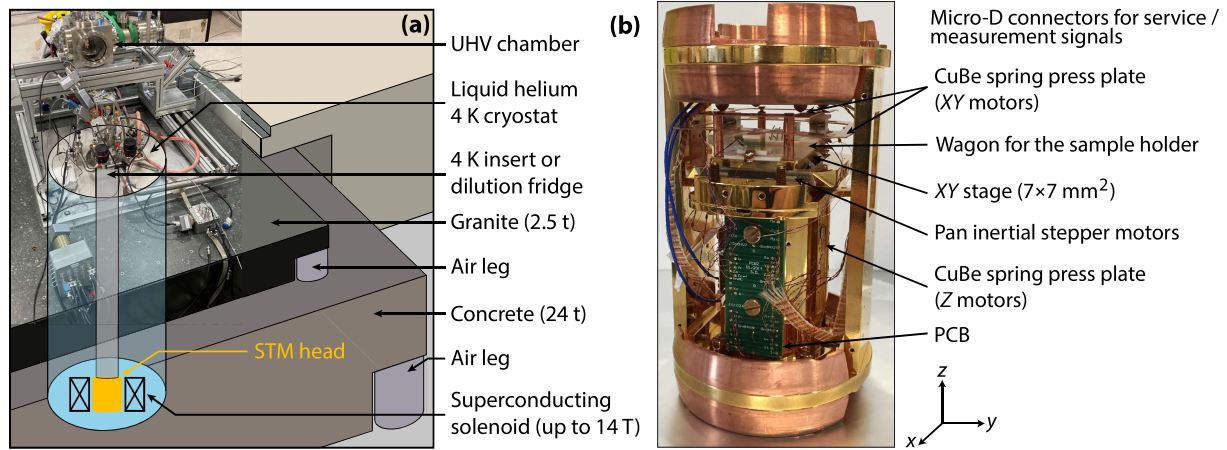 (a)
UHV chamber
Liquid helium
4 K cryostat
4 K insert or
dilution fridge
Granite (2.5 t)
Air leg
Concrete (24 t)
STM head
Air leg
Superconducting
solenoid (up to 14 T)
(b)
Micro-D connectors for service /
measurement signals
CuBe spring press plate
(XY motors)
Wagon for the sample holder
XY stage (7×7 mm²)
Pan inertial stepper motors
CuBe spring press plate
(Z motors)
PCB
z
y
x